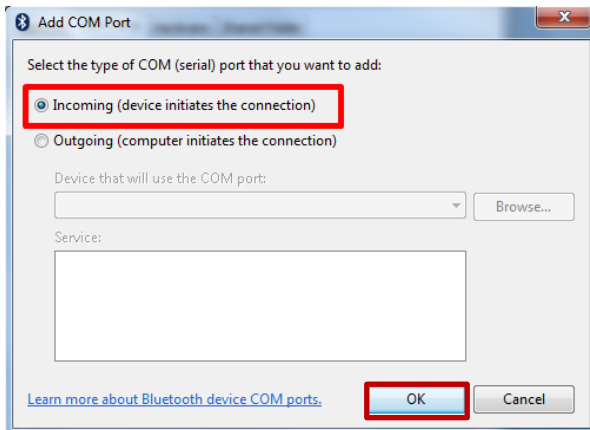 Add COM Port
Select the type of COM (serial) port that you want to add:
Incoming (device initiates the connection)
Outgoing (computer initiates the connection)
Device that will use the COM port:
Browse...
Service:
Learn more about Bluetooth device COM ports.
OK
Cancel